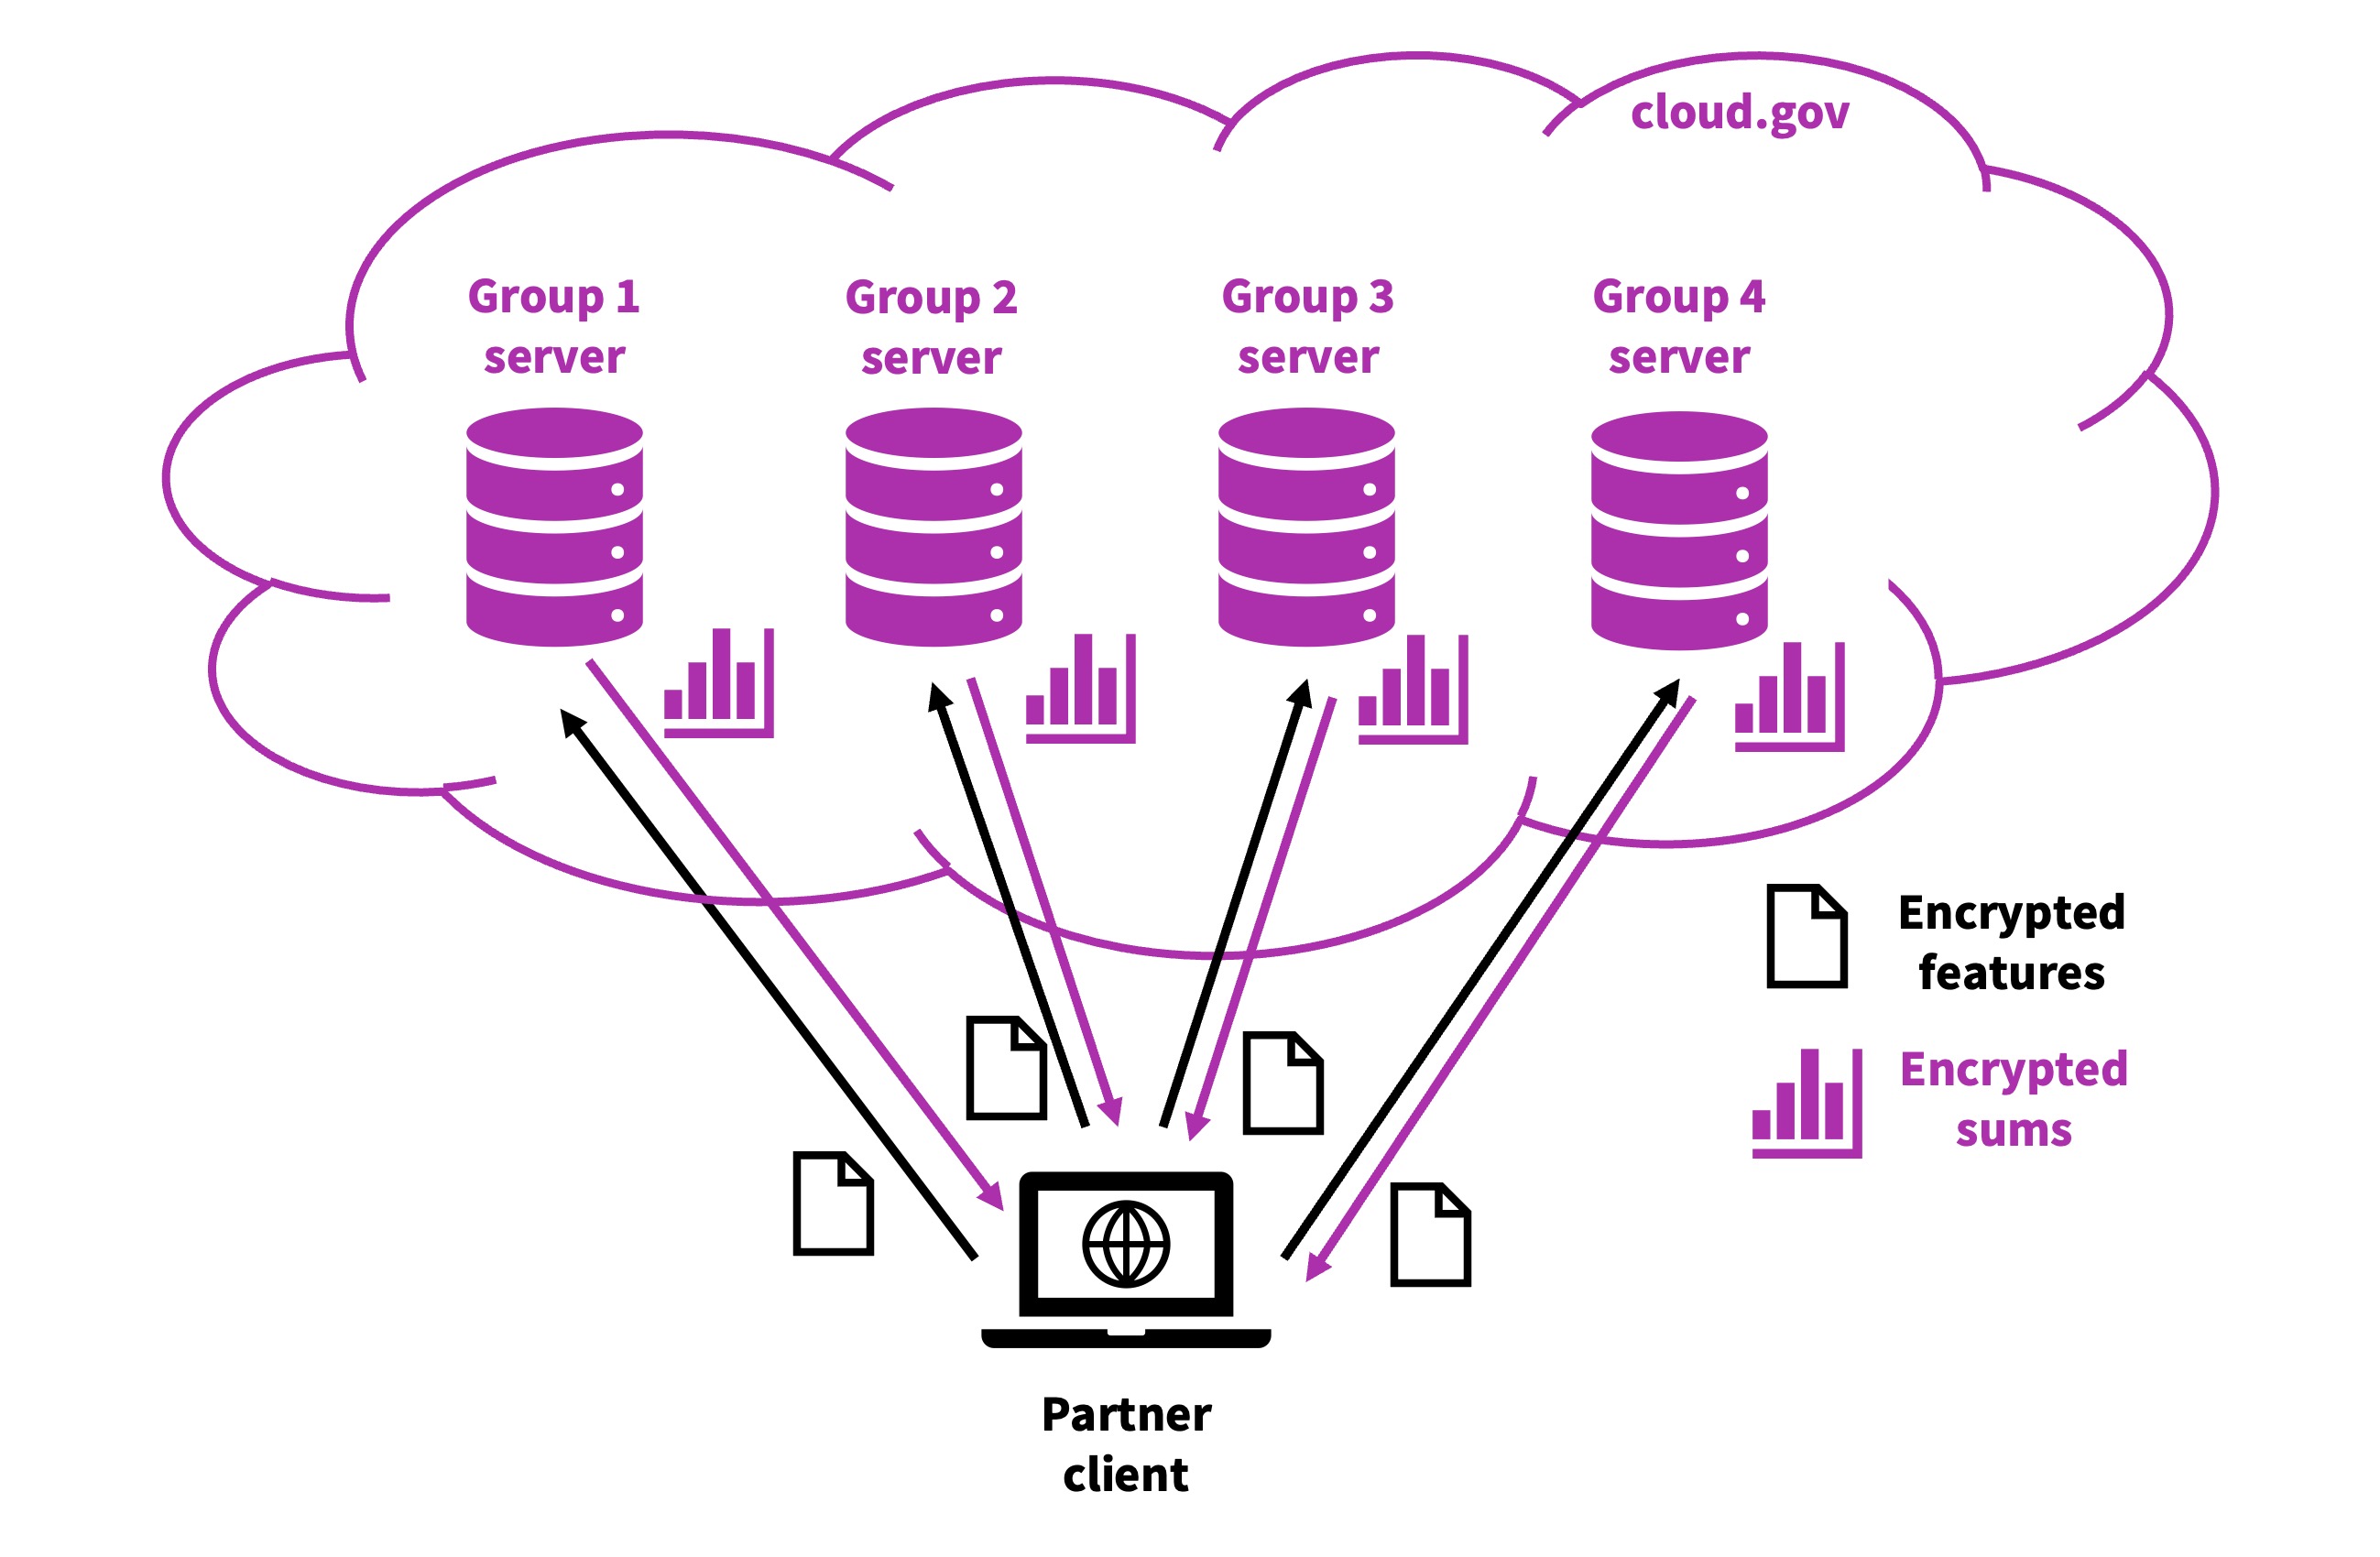 cloud.gov
Group 1
server
Group 2
server
Group 3
server
Group 4
server
Encrypted
features
Encrypted
sums
Partner
client